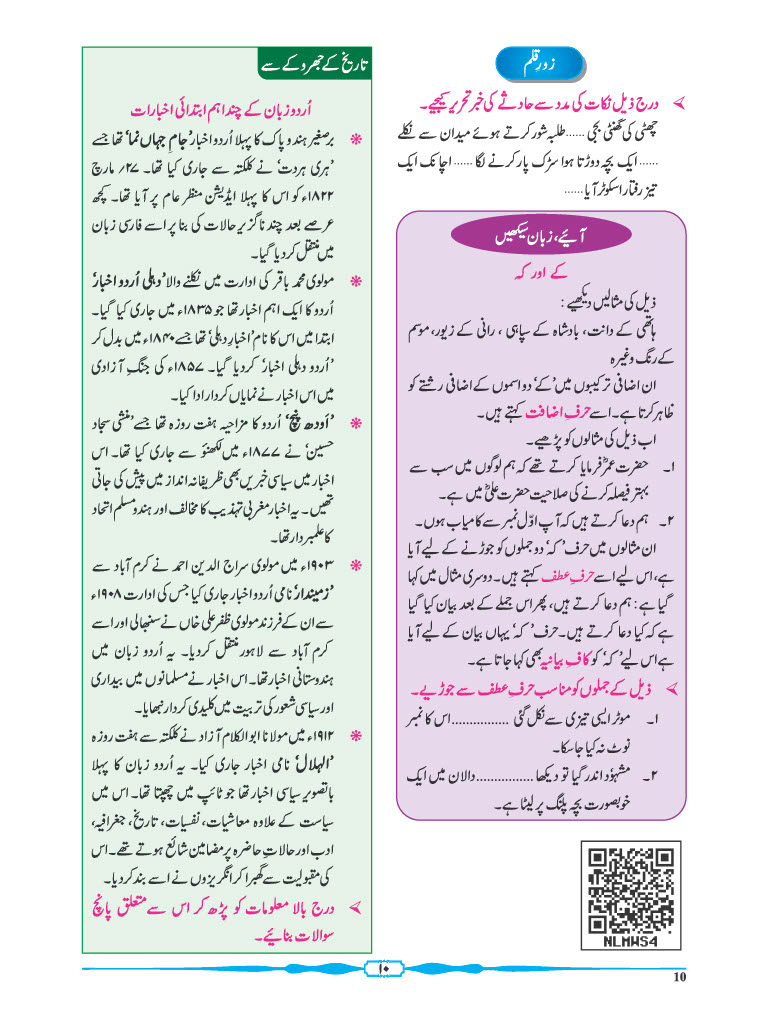 زورِ قلم
درج ذیل نکات کی مدد سے حادثے کی خبر تحریر کیجیے۔
چھٹی کی گھنٹی بجی ...... طلبہ شور کرتے ہوئے میدان سے نکلے
...... ایک بچہ دوڑتا ہوا سڑک پار کرنے لگا ...... اچانک ایک
تیز رفتار اسکوٹر آیا ......
آئیے، زبان سیکھیں
کے اور کہ
ذیل کی مثالیں دیکھیے :
ہاتھی کے دانت، بادشاہ کے سپاہی ، رانی کے زیور، موسم
کے رنگ وغیرہ
ان اضافی ترکیبوں میں 'کے' دو اسموں کے اضافی رشتے کو
ظاہر کرتا ہے۔ اسے حرفِ اضافت کہتے ہیں۔
اب ذیل کی مثالوں کو پڑھیے۔
۱۔ حضرت عمرؓ فرمایا کرتے تھے کہ ہم لوگوں میں سب سے
بہتر فیصلہ کرنے کی صلاحیت حضرت علیؓ میں ہے۔
۲۔ ہم دعا کرتے ہیں کہ آپ اوّل نمبر سے کامیاب ہوں۔
ان مثالوں میں حرف 'کہ' دو جملوں کو جوڑنے کے لیے آیا
ہے، اس لیے اسے حرفِ عطف کہتے ہیں۔ دوسری مثال میں کہا
گیا ہے : ہم دعا کرتے ہیں، پھر اس جملے کے بعد بیان کیا گیا
ہے کہ کیا دعا کرتے ہیں۔ حرف 'کہ' یہاں بیان کے لیے آیا
ہے اس لیے 'کہ' کو کافِ بیانیہ بھی کہا جاتا ہے۔
ذیل کے جملوں کو مناسب حرفِ عطف سے جوڑیے۔
۱۔ موٹر ایسی تیزی سے نکل گئی ................ اس کا نمبر
نوٹ نہ کیا جا سکا۔
۲۔ مشہوٗد اندر گیا تو دیکھا ................ دالان میں ایک
خوبصورت بچہ پلنگ پر لیٹا ہے۔
NLMWS4
تاریخ کے جھروکے سے
اُردو زبان کے چند اہم ابتدائی اخبارات
برصغیر ہند و پاک کا پہلا اُردو اخبار 'جامِ جہاں نما' تھا جسے
'ہری ہردت' نے کلکتہ سے جاری کیا تھا۔ ۲۷؍ مارچ
۱۸۲۲ء کو اس کا پہلا ایڈیشن منظر عام پر آیا تھا۔ کچھ
عرصے بعد چند ناگزیر حالات کی بنا پر اسے فارسی زبان
میں منتقل کردیا گیا۔
مولوی محمد باقر کی ادارت میں نکلنے والا 'دہلی اُردو اخبار'
اُردو کا ایک اہم اخبار تھا جو ۱۸۳۵ء میں جاری کیا گیا۔
ابتدا میں اس کا نام 'اخبارِ دہلی' تھا جسے ۱۸۴۰ء میں بدل کر
'اُردو دہلی اخبار' کردیا گیا۔ ۱۸۵۷ء کی جنگِ آزادی
میں اس اخبار نے نمایاں کردار ادا کیا۔
'اَودھ پنچ' اُردو کا مزاحیہ ہفت روزہ تھا جسے 'منشی سجاد
حسین' نے ۱۸۷۷ء میں لکھنؤ سے جاری کیا تھا۔ اس
اخبار میں سیاسی خبریں بھی ظریفانہ انداز میں پیش کی جاتی
تھیں۔ یہ اخبار مغربی تہذیب کا مخالف اور ہندو مسلم اتحاد
کا علمبردار تھا۔
۱۹۰۳ء میں مولوی سراج الدین احمد نے کرم آباد سے
'زمیندار' نامی اُردو اخبار جاری کیا جس کی ادارت ۱۹۰۸ء
سے ان کے فرزند مولوی ظفر علی خاں نے سنبھالی اور اسے
کرم آباد سے لاہور منتقل کردیا۔ یہ اُردو زبان میں
ہندوستانی اخبار تھا۔ اس اخبار نے مسلمانوں میں بیداری
اور سیاسی شعور کی تربیت میں کلیدی کردار نبھایا۔
۱۹۱۲ء میں مولانا ابوالکلام آزاد نے کلکتہ سے ہفت روزہ
'الہلال' نامی اخبار جاری کیا۔ یہ اُردو زبان کا پہلا
باتصویر سیاسی اخبار تھا جو ٹائپ میں چھپتا تھا۔ اس میں
سیاست کے علاوہ معاشیات، نفسیات، تاریخ، جغرافیہ،
ادب اور حالاتِ حاضرہ پر مضامین شائع ہوتے تھے۔ اس
کی مقبولیت سے گھبرا کر انگریزوں نے اسے بند کردیا۔
درج بالا معلومات کو پڑھ کر اس سے متعلق پانچ
سوالات بنائیے۔
۱۰
10